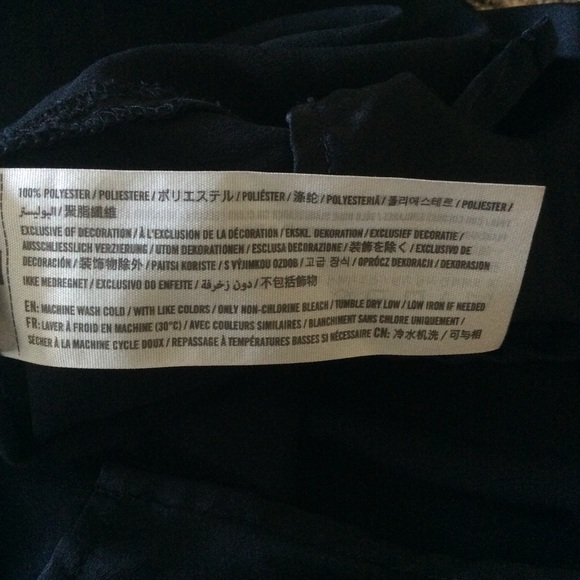 100% POLYESTER / POLIESTERE / ポリエステル / POLIÉSTER / 涤纶 / POLYESTERIÄ / 폴리에스테르 / POLYESTER /
البوليستر / 聚脂纖維
EXCLUSIVE OF DECORATION / À L'EXCLUSION DE LA DÉCORATION / EKSKL. DEKORATION / EXCLUSIEF DECORATIE /
AUSSCHLIESSLICH VERZIERUNG / UTOM DEKORATIONEN / ESCLUSA DECORAZIONE / 装飾を除く / EXCLUSIVO DE
DECORACIÓN / 装饰物除外 / PAITSI KORISTE / S VÝJIMKOU OZDOB / 고급 장식 / OPRÓCZ DEKORACJI / DEKORASJON
IKKE MEDREGNET / EXCLUSIVO DO ENFEITE / دون زخرفة / 不包括飾物
EN: MACHINE WASH COLD / WITH LIKE COLORS / ONLY NON-CHLORINE BLEACH / TUMBLE DRY LOW / LOW IRON IF NEEDED
FR: LAVER À FROID EN MACHINE (30°C) / AVEC COULEURS SIMILAIRES / BLANCHIMENT SANS CHLORE UNIQUEMENT /
SÉCHER À LA MACHINE CYCLE DOUX / REPASSAGE À TEMPÉRATURES BASSES SI NÉCESSAIRE CN: 冷水机洗 / 可与相